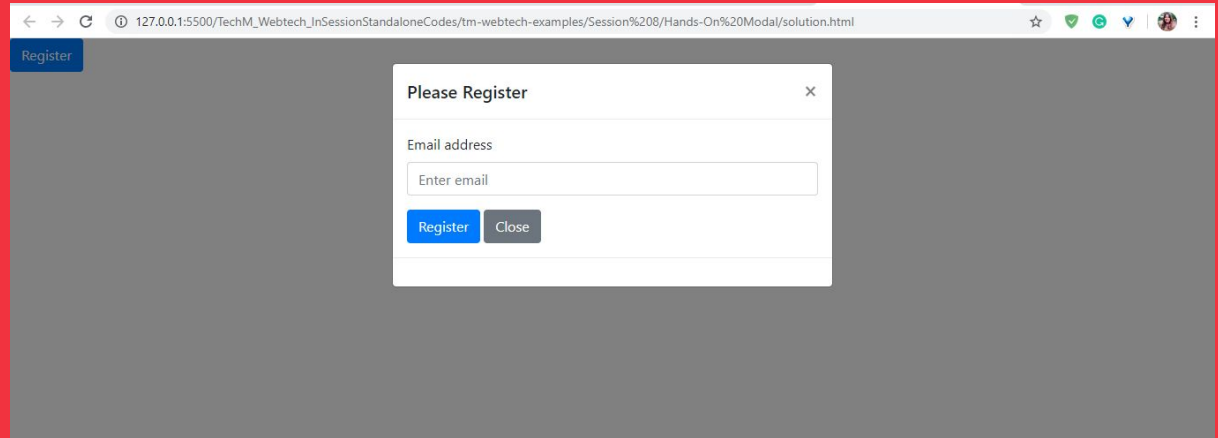 127.0.0.1:5500/TechM_Webtech_InSessionStandaloneCodes/tm-webtech-examples/Session%208/Hands-On%20Modal/solution.html
Register
Please Register ×
Email address
Enter email
Register Close